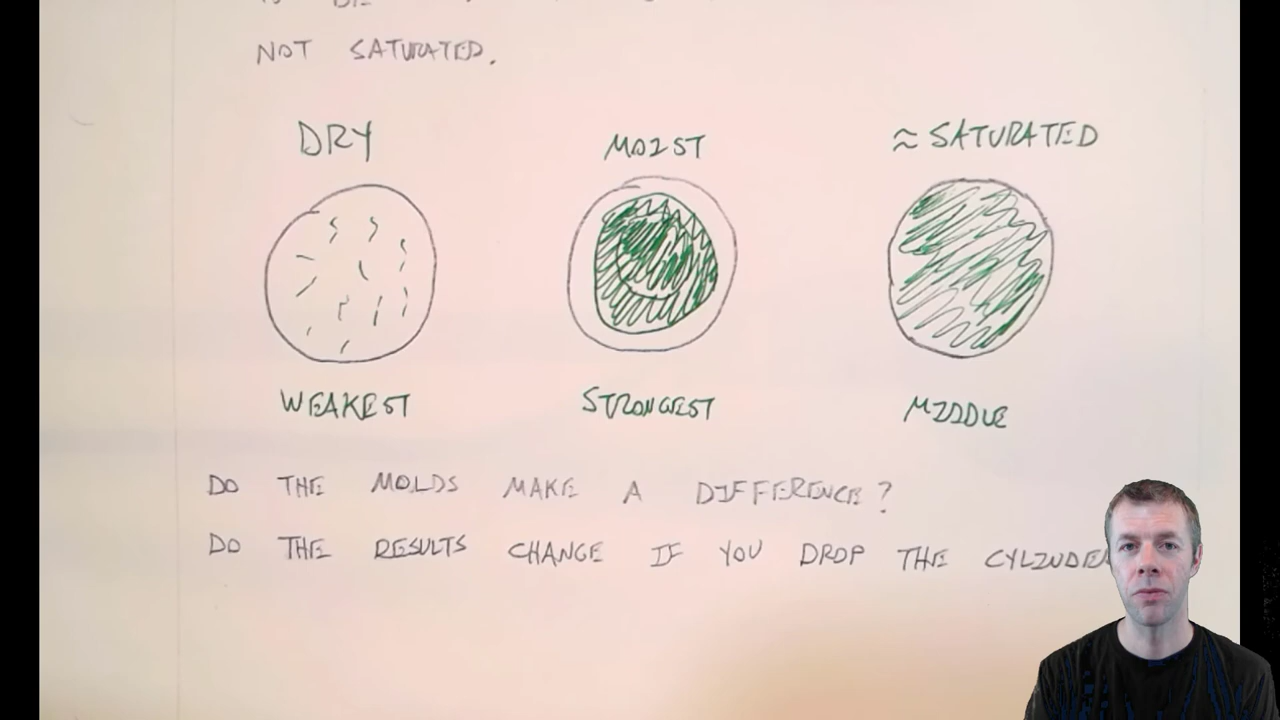 NOT SATURATED.
DRY MOIST ≈ SATURATED
WEAKEST STRONGEST MIDDLE
DO THE MOLDS MAKE A DIFFERENCE?
DO THE RESULTS CHANGE IF YOU DROP THE